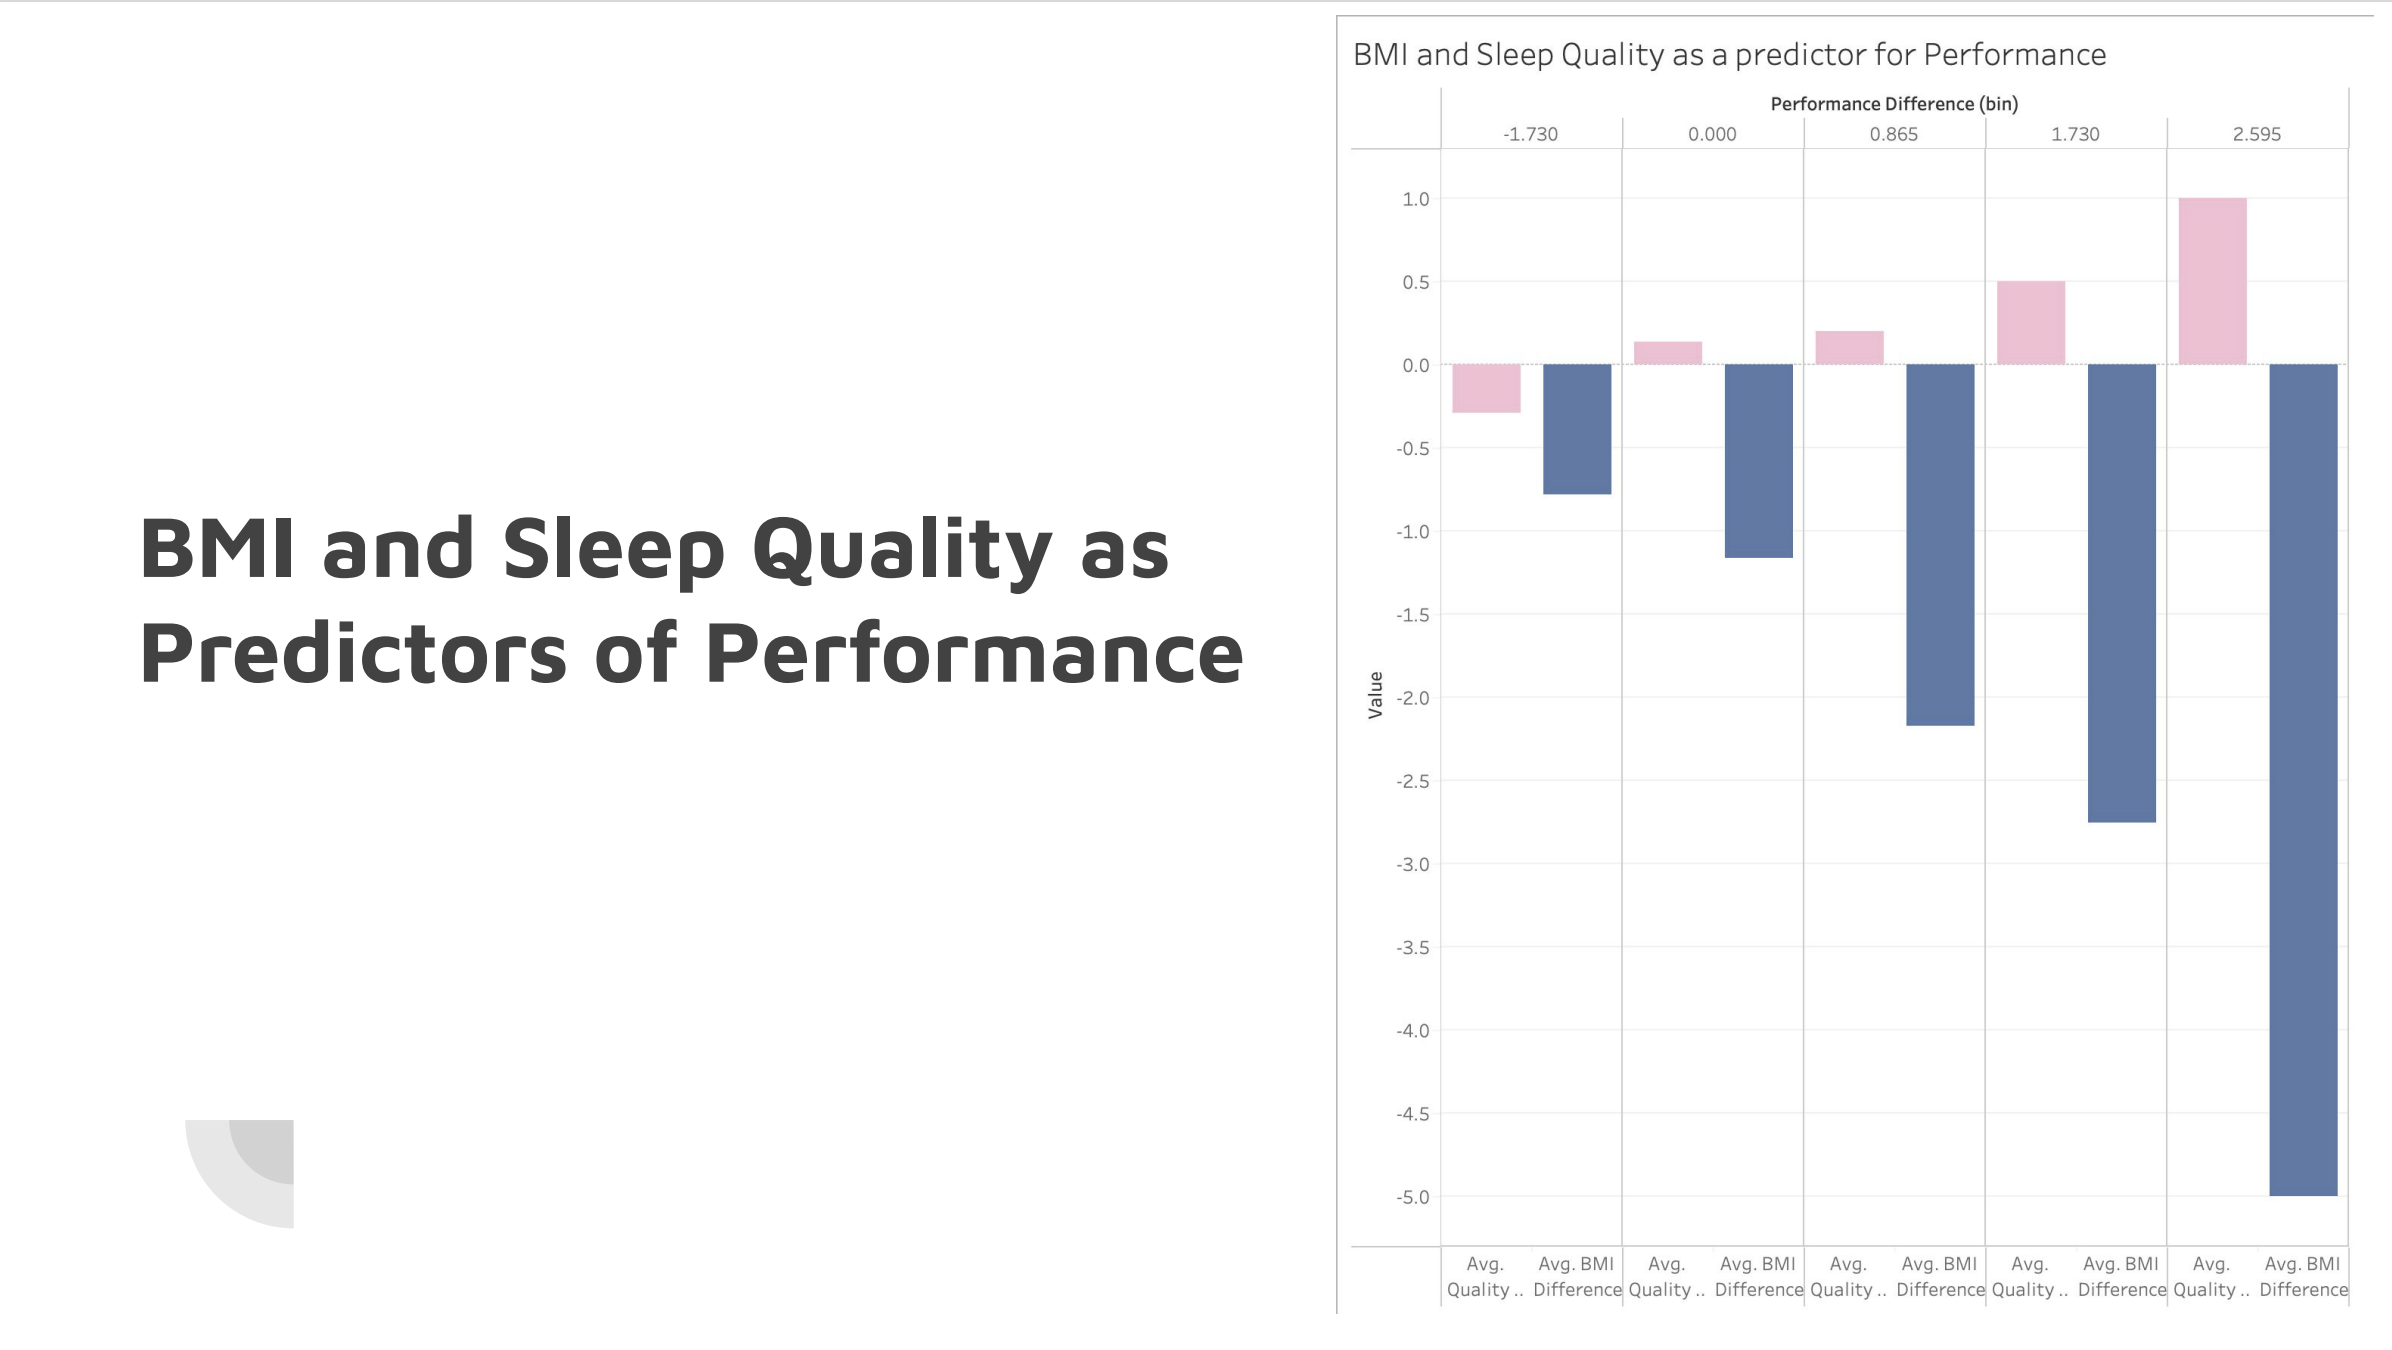 BMI and Sleep Quality as
Predictors of Performance
BMI and Sleep Quality as a predictor for Performance
Performance Difference (bin)
-1.730 0.000 0.865 1.730 2.595
1.0
0.5
0.0
-0.5
-1.0
-1.5
-2.0
-2.5
-3.0
-3.5
-4.0
-4.5
-5.0
Value
Avg. Avg. BMI Avg. Avg. BMI Avg. Avg. BMI Avg. Avg. BMI Avg. Avg. BMI
Quality .. Difference Quality .. Difference Quality .. Difference Quality .. Difference Quality .. Difference